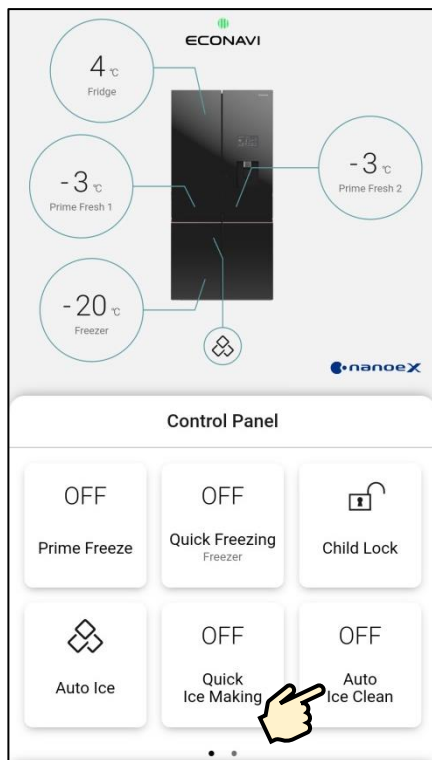 ECONAVI
4 ℃
Fridge
-3 ℃
Prime Fresh 1
-3 ℃
Prime Fresh 2
-20 ℃
Freezer
nanoeX
Control Panel
OFF
Prime Freeze
OFF
Quick Freezing
Freezer
Child Lock
Auto Ice
OFF
Quick
Ice Making
OFF
Auto
Ice Clean